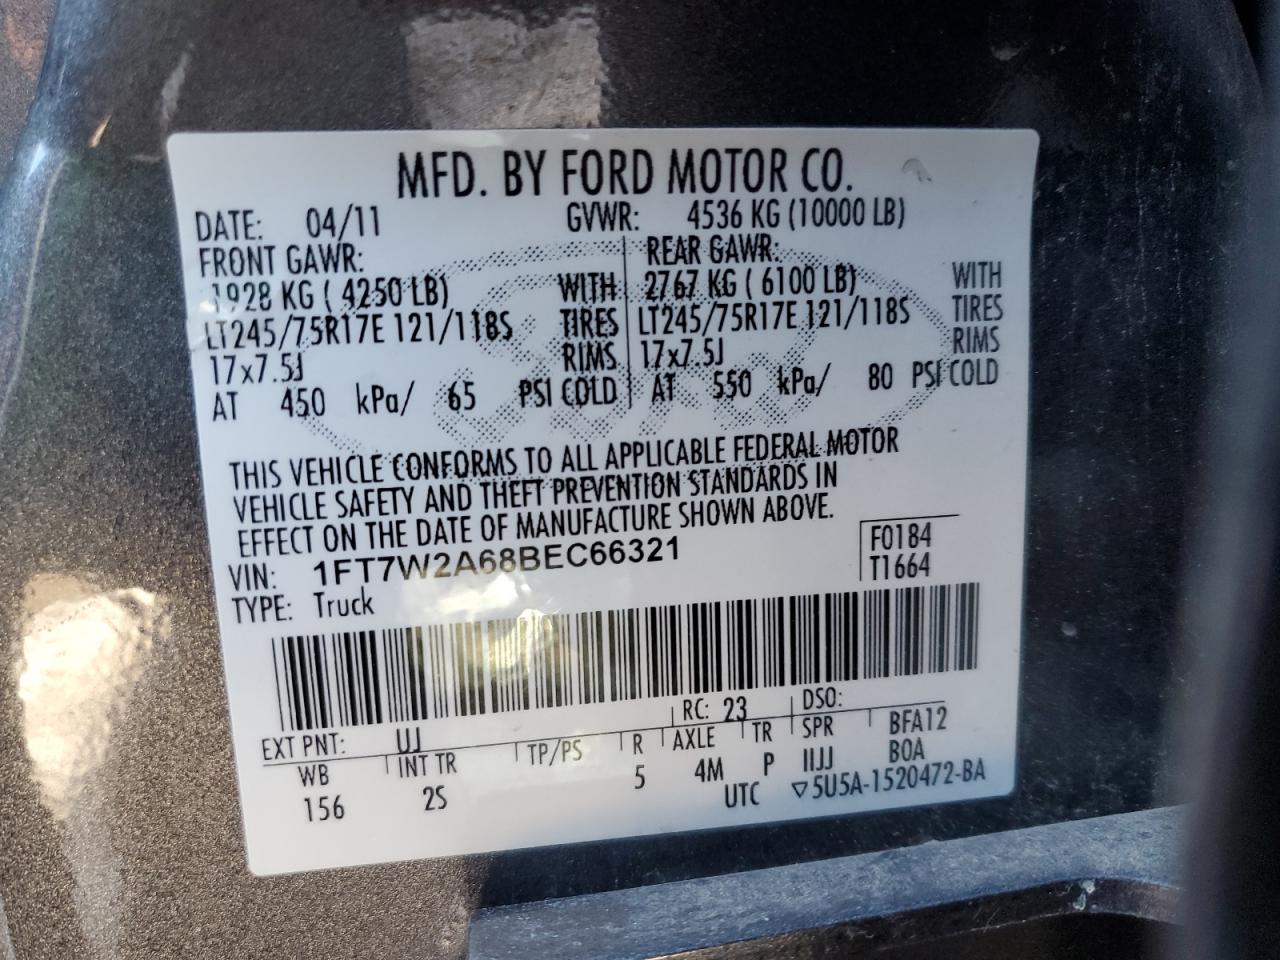 MFD. BY FORD MOTOR CO.
DATE: 04/11 GVWR: 4536 KG (10000 LB)
FRONT GAWR: REAR GAWR:
1928 KG ( 4250 LB) WITH 2767 KG ( 6100 LB) WITH
LT245/75R17E 121/118S TIRES LT245/75R17E 121/118S TIRES
17x7.5J RIMS 17x7.5J RIMS
AT 450 kPa/ 65 PSI COLD AT 550 kPa/ 80 PSI COLD
THIS VEHICLE CONFORMS TO ALL APPLICABLE FEDERAL MOTOR
VEHICLE SAFETY AND THEFT PREVENTION STANDARDS IN
EFFECT ON THE DATE OF MANUFACTURE SHOWN ABOVE.
VIN: 1FT7W2A68BEC66321 F0184
TYPE: Truck T1664
EXT PNT: UJ RC: 23 DSO:
WB INT TR TP/PS R AXLE TR SPR BFA12
156 2S 5 4M P IIJJ BOA
UTC ▽5U5A-1520472-BA